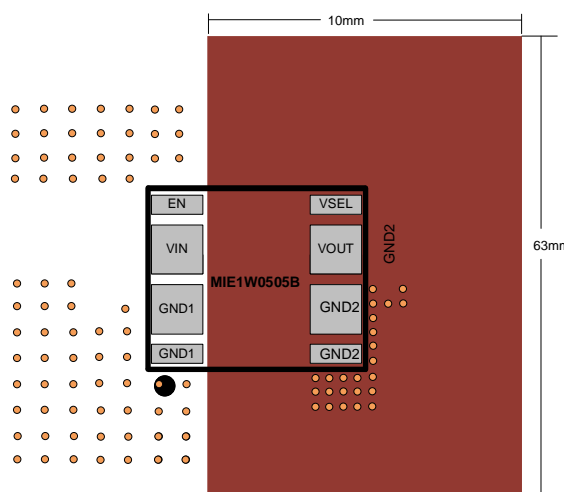 10mm
EN
VSEL
VIN
VOUT
GND2
63mm
MIE1W0505B
GND1
GND2
GND1
GND2